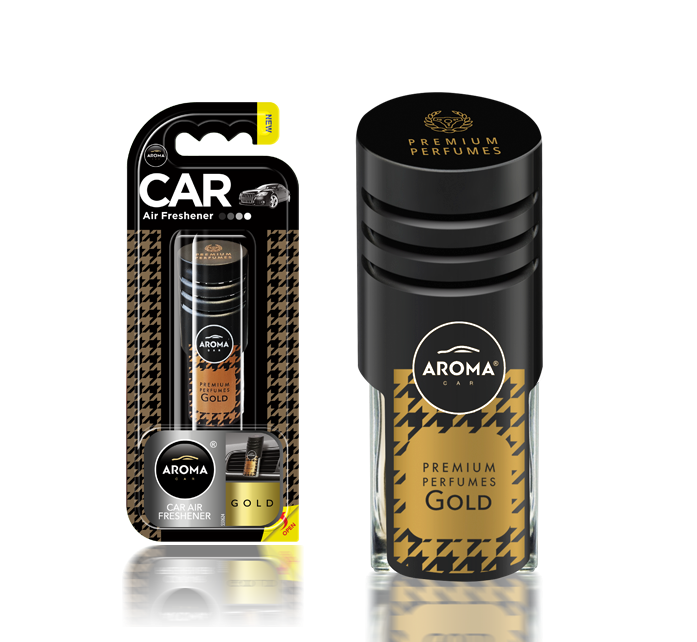 NEW
AROMA
CAR
Air Freshener
PREMIUM
PERFUMES
AROMA
CAR
PREMIUM
PERFUMES
GOLD
AROMA®
CAR
CAR AIR
FRESHENER
GOLD
OPEN
PREMIUM
PERFUMES
AROMA®
CAR
PREMIUM
PERFUMES
GOLD